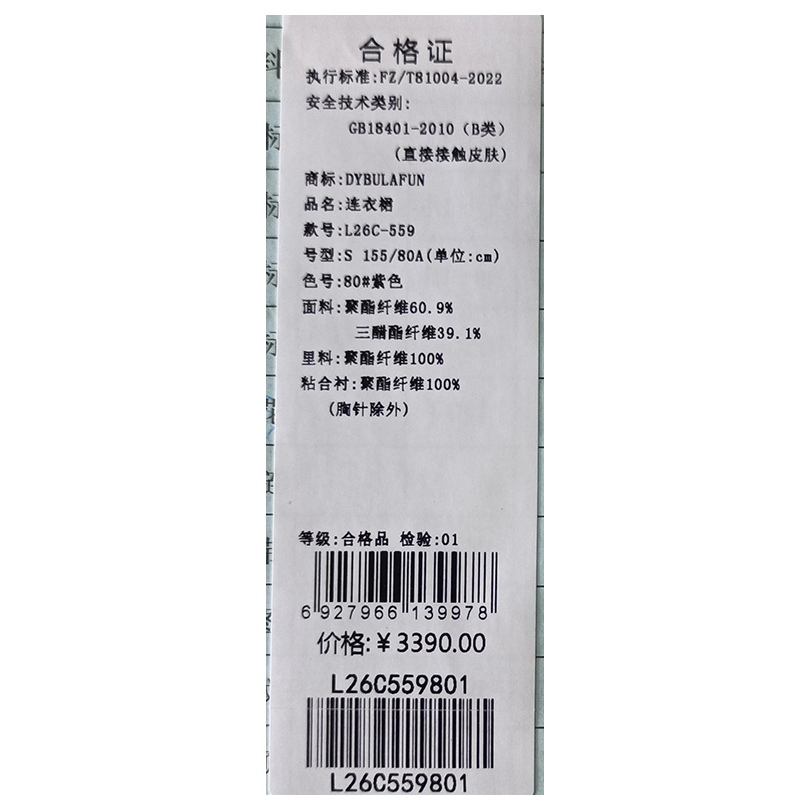 合格证
执行标准:FZ/T81004-2022
安全技术类别:
GB18401-2010（B类）
(直接接触皮肤)
商标:DYBULAFUN
品名:连衣裙
款号:L26C-559
号型:S 155/80A(单位:cm)
色号:80#紫色
面料:聚酯纤维60.9%
三醋酯纤维39.1%
里料:聚酯纤维100%
粘合衬:聚酯纤维100%
(胸针除外)
等级:合格品 检验:01
6 927966 139978
价格:￥3390.00
L26C559801
L26C559801